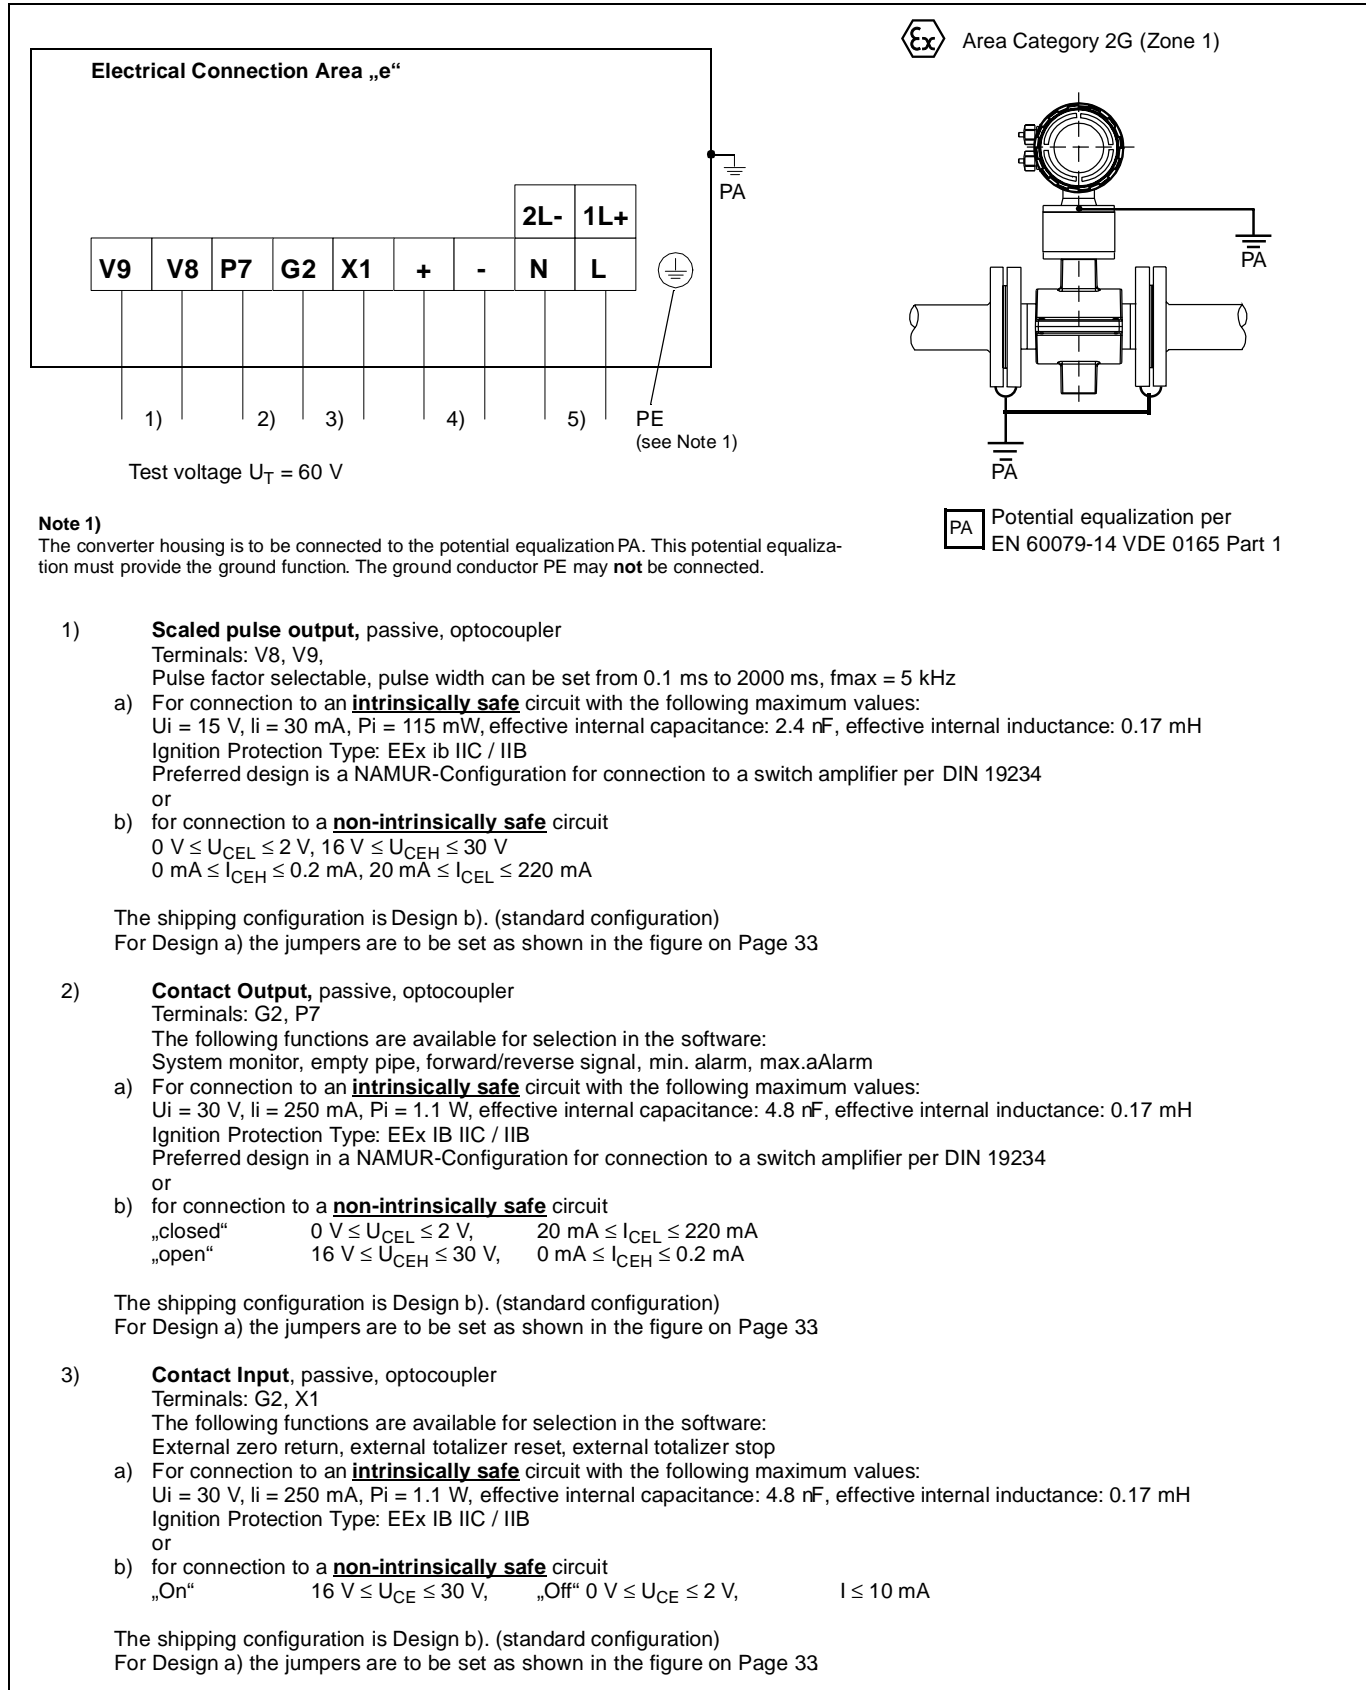 Ex Area Category 2G (Zone 1)
Electrical Connection Area „e“
PA
2L- 1L+
V9 V8 P7 G2 X1 + - N L
PA
1) 2) 3) 4) 5) PE
(see Note 1)
Test voltage UT = 60 V
PA
Note 1)
The converter housing is to be connected to the potential equalization PA. This potential equaliza-
tion must provide the ground function. The ground conductor PE may not be connected.
PA Potential equalization per
EN 60079-14 VDE 0165 Part 1
1) Scaled pulse output, passive, optocoupler
Terminals: V8, V9,
Pulse factor selectable, pulse width can be set from 0.1 ms to 2000 ms, fmax = 5 kHz
a) For connection to an intrinsically safe circuit with the following maximum values:
Ui = 15 V, Ii = 30 mA, Pi = 115 mW, effective internal capacitance: 2.4 nF, effective internal inductance: 0.17 mH
Ignition Protection Type: EEx ib IIC / IIB
Preferred design is a NAMUR-Configuration for connection to a switch amplifier per DIN 19234
or
b) for connection to a non-intrinsically safe circuit
0 V ≤ UCEL ≤ 2 V, 16 V ≤ UCEH ≤ 30 V
0 mA ≤ ICEH ≤ 0.2 mA, 20 mA ≤ ICEL ≤ 220 mA
The shipping configuration is Design b). (standard configuration)
For Design a) the jumpers are to be set as shown in the figure on Page 33.
2) Contact Output, passive, optocoupler
Terminals: G2, P7
The following functions are available for selection in the software:
System monitor, empty pipe, forward/reverse signal, min. alarm, max.aAlarm
a) For connection to an intrinsically safe circuit with the following maximum values:
Ui = 30 V, Ii = 250 mA, Pi = 1.1 W, effective internal capacitance: 4.8 nF, effective internal inductance: 0.17 mH
Ignition Protection Type: EEx IB IIC / IIB
Preferred design in a NAMUR-Configuration for connection to a switch amplifier per DIN 19234
or
b) for connection to a non-intrinsically safe circuit
„closed“ 0 V ≤ UCEL ≤ 2 V, 20 mA ≤ ICEL ≤ 220 mA
„open“ 16 V ≤ UCEH ≤ 30 V, 0 mA ≤ ICEH ≤ 0.2 mA
The shipping configuration is Design b). (standard configuration)
For Design a) the jumpers are to be set as shown in the figure on Page 33.
3) Contact Input, passive, optocoupler
Terminals: G2, X1
The following functions are available for selection in the software:
External zero return, external totalizer reset, external totalizer stop
a) For connection to an intrinsically safe circuit with the following maximum values:
Ui = 30 V, Ii = 250 mA, Pi = 1.1 W, effective internal capacitance: 4.8 nF, effective internal inductance: 0.17 mH
Ignition Protection Type: EEx IB IIC / IIB
or
b) for connection to a non-intrinsically safe circuit
„On“ 16 V ≤ UCE ≤ 30 V, „Off“ 0 V ≤ UCE ≤ 2 V, I ≤ 10 mA
The shipping configuration is Design b). (standard configuration)
For Design a) the jumpers are to be set as shown in the figure on Page 33.